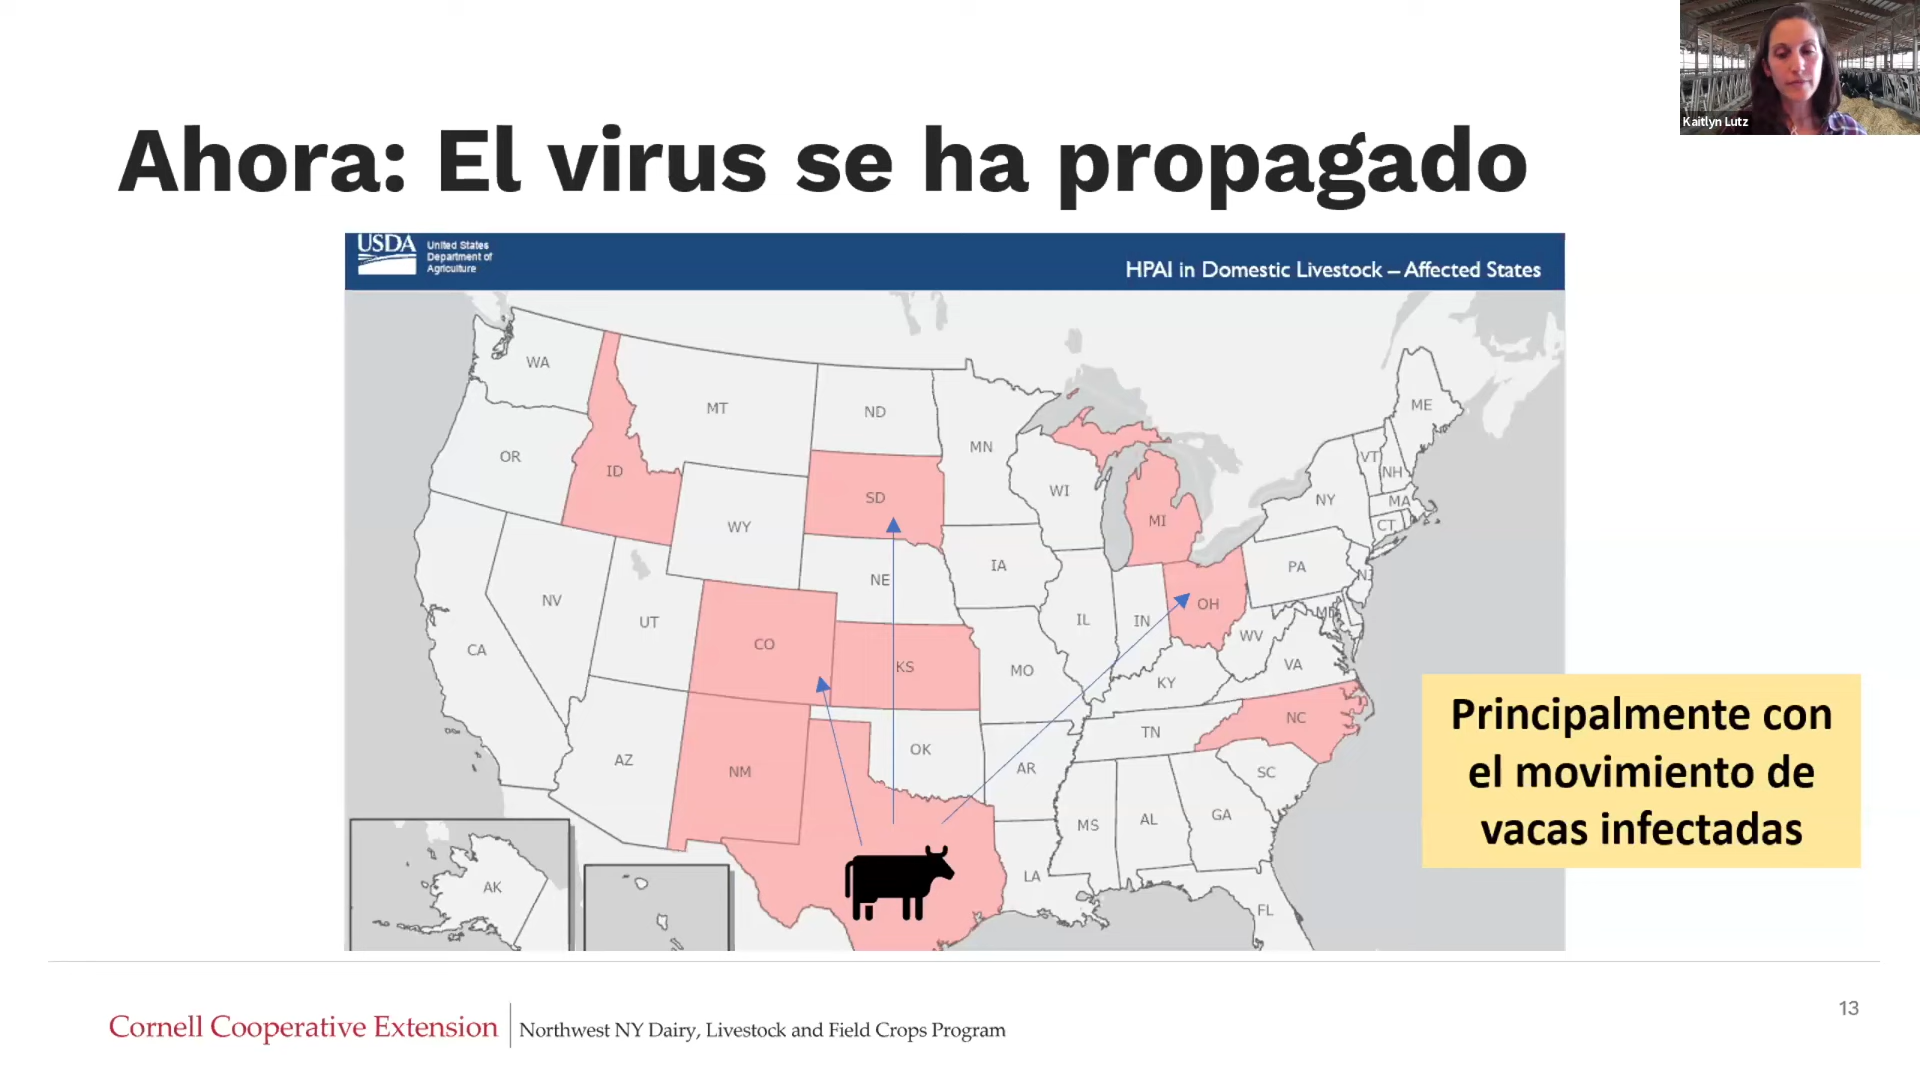 Kaitlyn Lutz
Ahora: El virus se ha propagado
USDA
United States
Department of
Agriculture
HPAI in Domestic Livestock – Affected States
WA
MT
ND
MN
ME
OR
ID
SD
WI
MI
VT
NH
NY
MA
CT
WY
IA
NE
PA
NJ
NV
UT
CO
KS
IL
IN
OH
MD
WV
CA
MO
KY
VA
AZ
NM
OK
AR
TN
NC
SC
MS
AL
GA
LA
FL
AK
Principalmente con
el movimiento de
vacas infectadas
Cornell Cooperative Extension
Northwest NY Dairy, Livestock and Field Crops Program
13